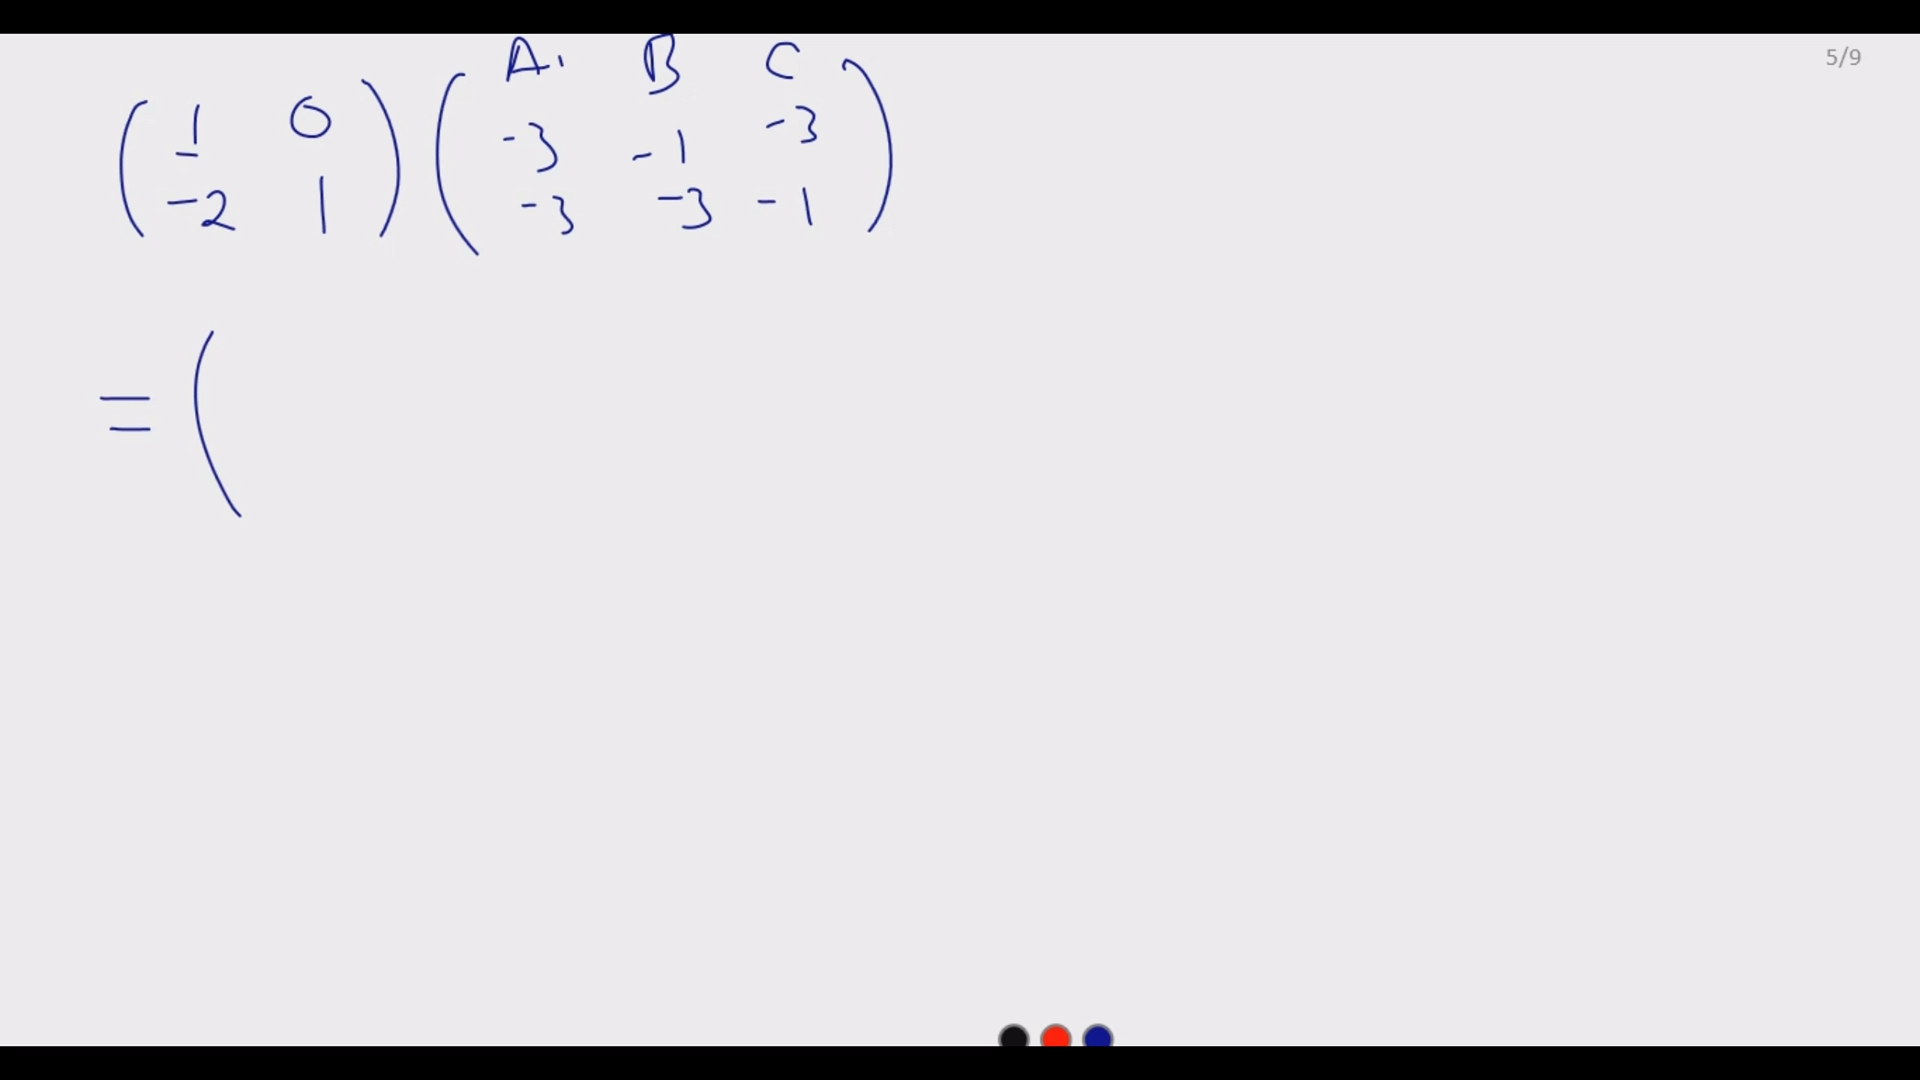 5/9
A, B C
( 1 0 ) ( -3 -1 -3 )
( -2 1 ) ( -3 -3 -1 )
= (